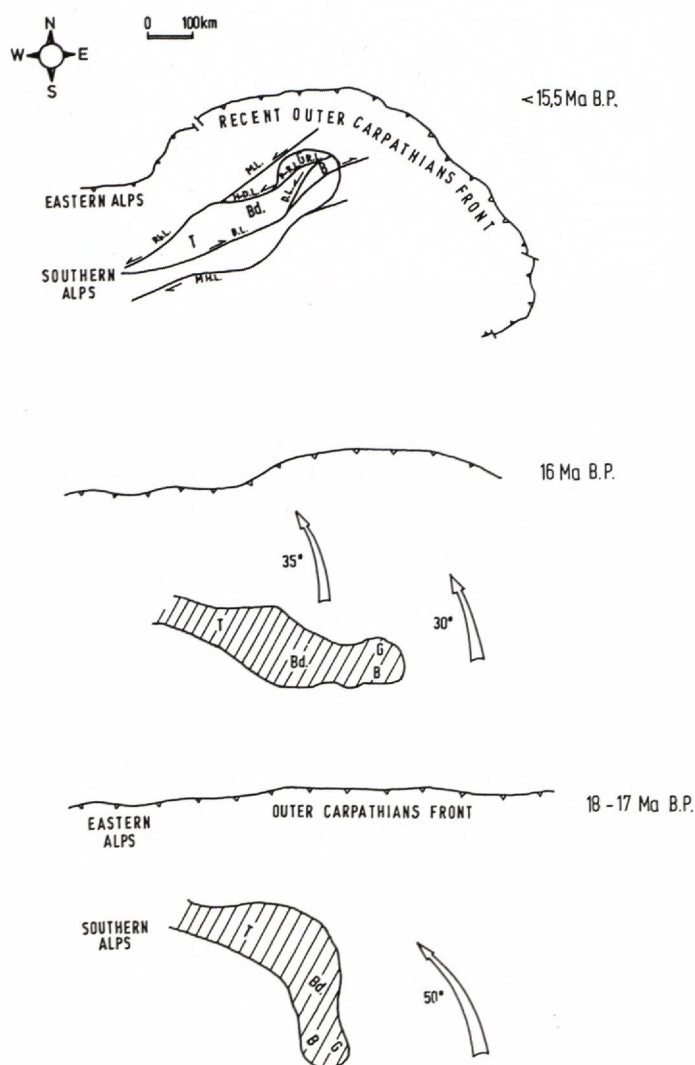 N
W E
S
0 100km
< 15,5 Ma B.P.
RECENT OUTER CARPATHIANS FRONT
EASTERN ALPS
SOUTHERN
ALPS
M.L.
H.-D.L.
D.L.
Bd.
B
T
Rb.L.
B.L.
M.H.L.
16 Ma B.P.
35°
30°
T
Bd.
G
B
18 - 17 Ma B.P.
EASTERN
ALPS
OUTER CARPATHIANS FRONT
SOUTHERN
ALPS
T
Bd.
B G
50°